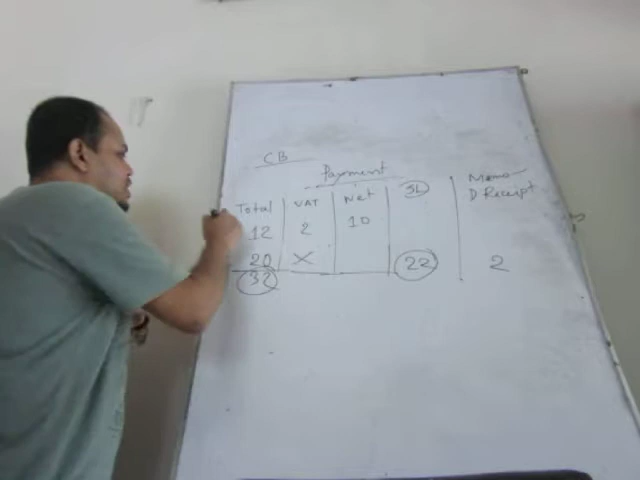 CB
Payment
Total VAT Net SL Memo-
D Receipt
12 2 10
20 X 22 2
32